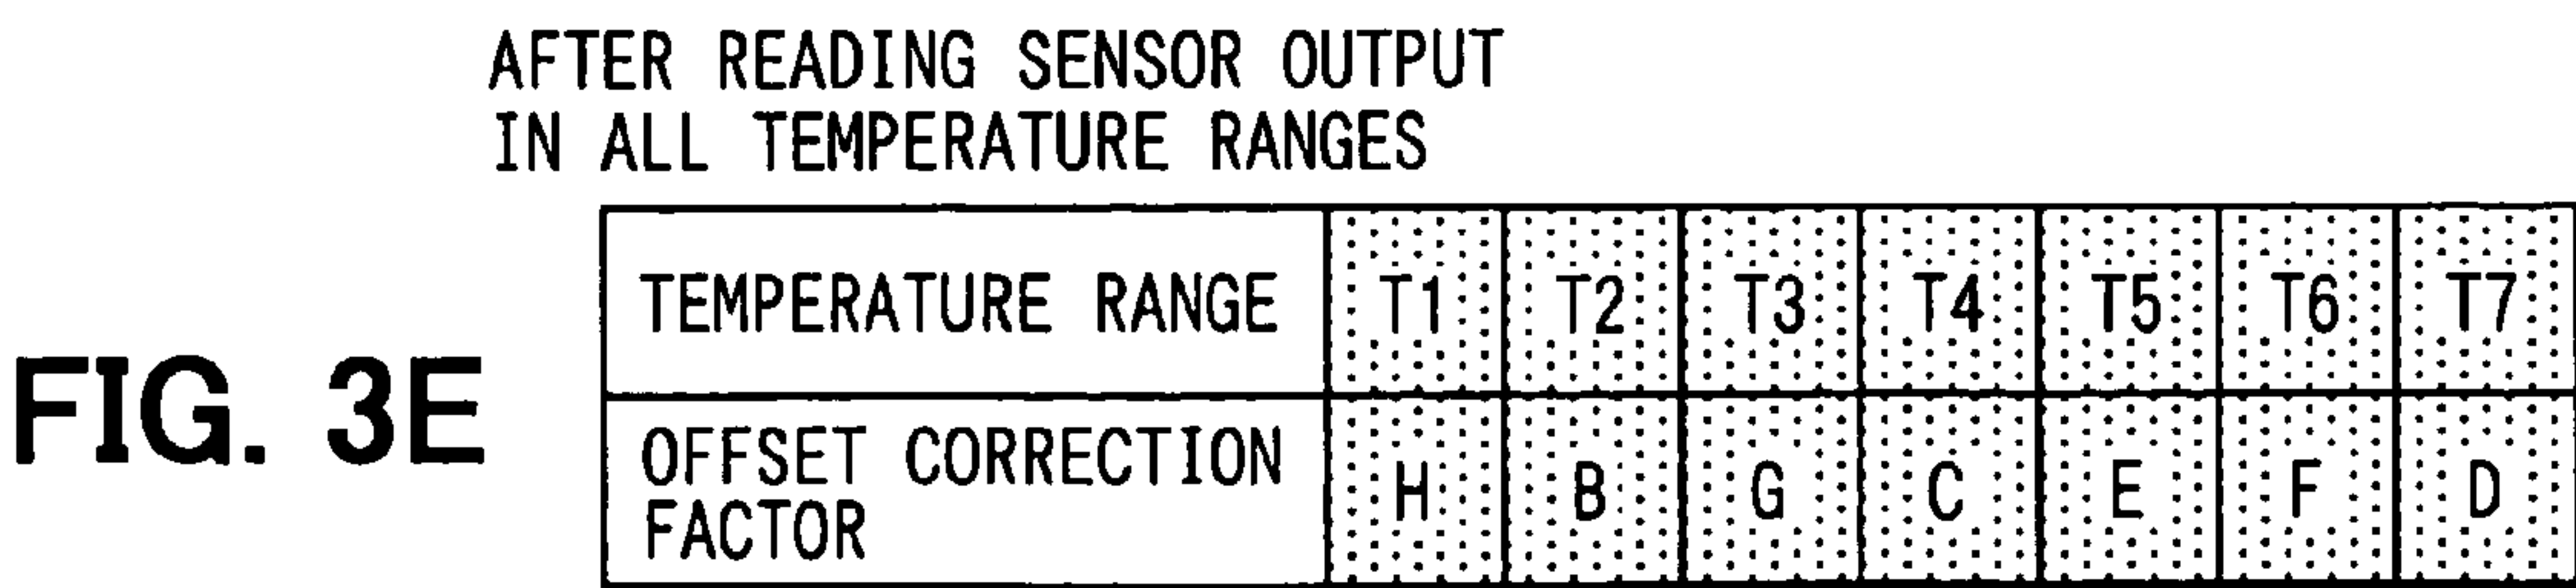 AFTER READING SENSOR OUTPUT
IN ALL TEMPERATURE RANGES
TEMPERATURE RANGE T1 T2 T3 T4 T5 T6 T7
FIG. 3E
OFFSET CORRECTION
FACTOR H B G C E F D